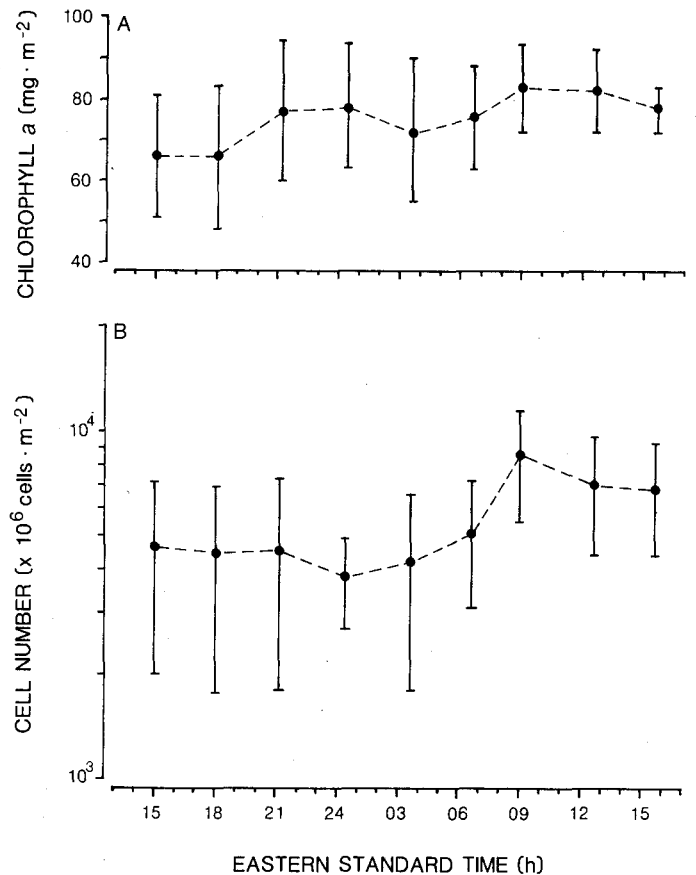 A
CHLOROPHYLL a (mg · m⁻²)
100
80
60
40
B
CELL NUMBER (x 10⁶ cells · m⁻²)
10⁴
10³
15 18 21 24 03 06 09 12 15
EASTERN STANDARD TIME (h)